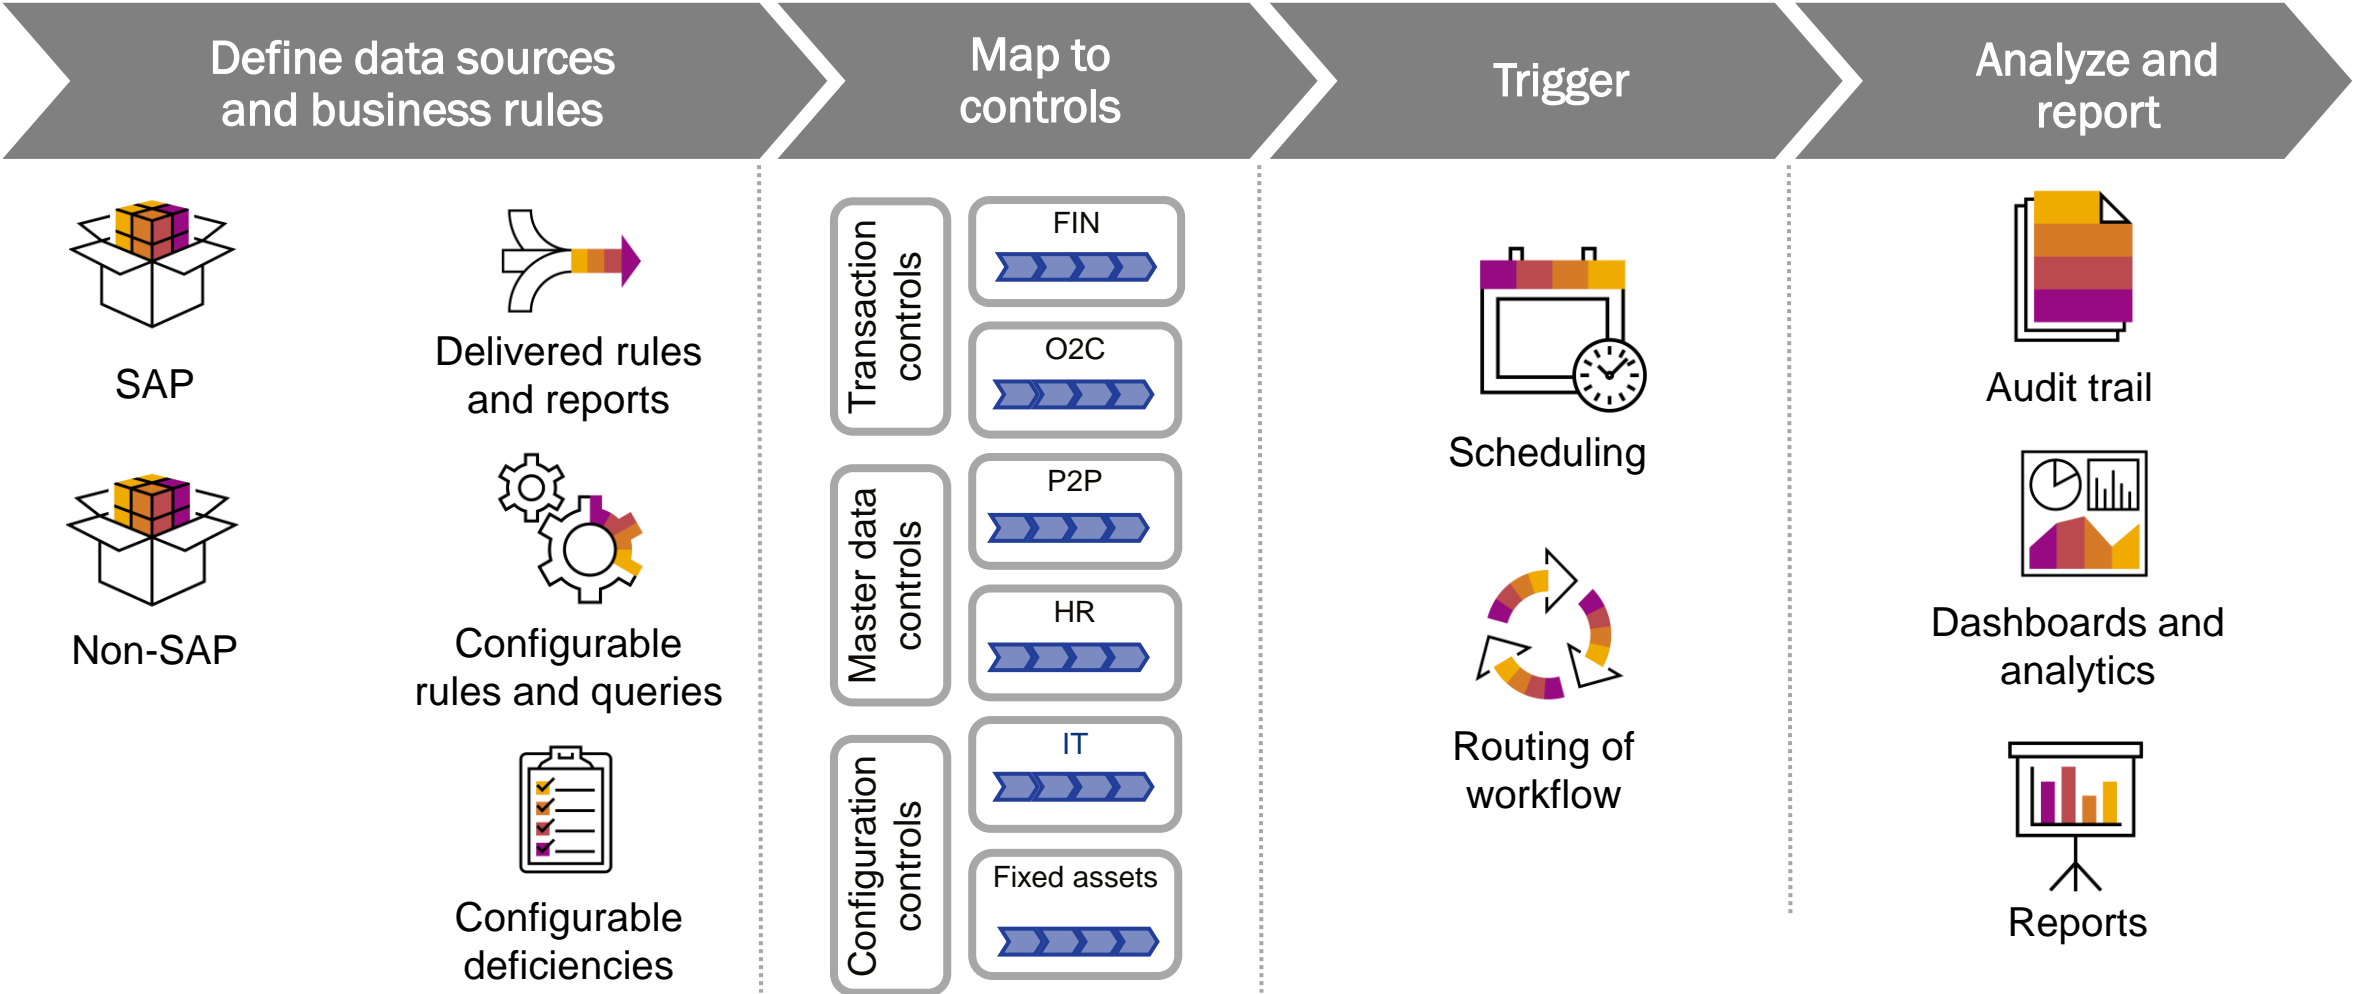 Define data sources
and business rules
Map to
controls
Trigger
Analyze and
report
SAP
Non-SAP
Delivered rules
and reports
Configurable
rules and queries
Configurable
deficiencies
Transaction
controls
Master data
controls
Configuration
controls
FIN
O2C
P2P
HR
IT
Fixed assets
Scheduling
Routing of
workflow
Audit trail
Dashboards and
analytics
Reports